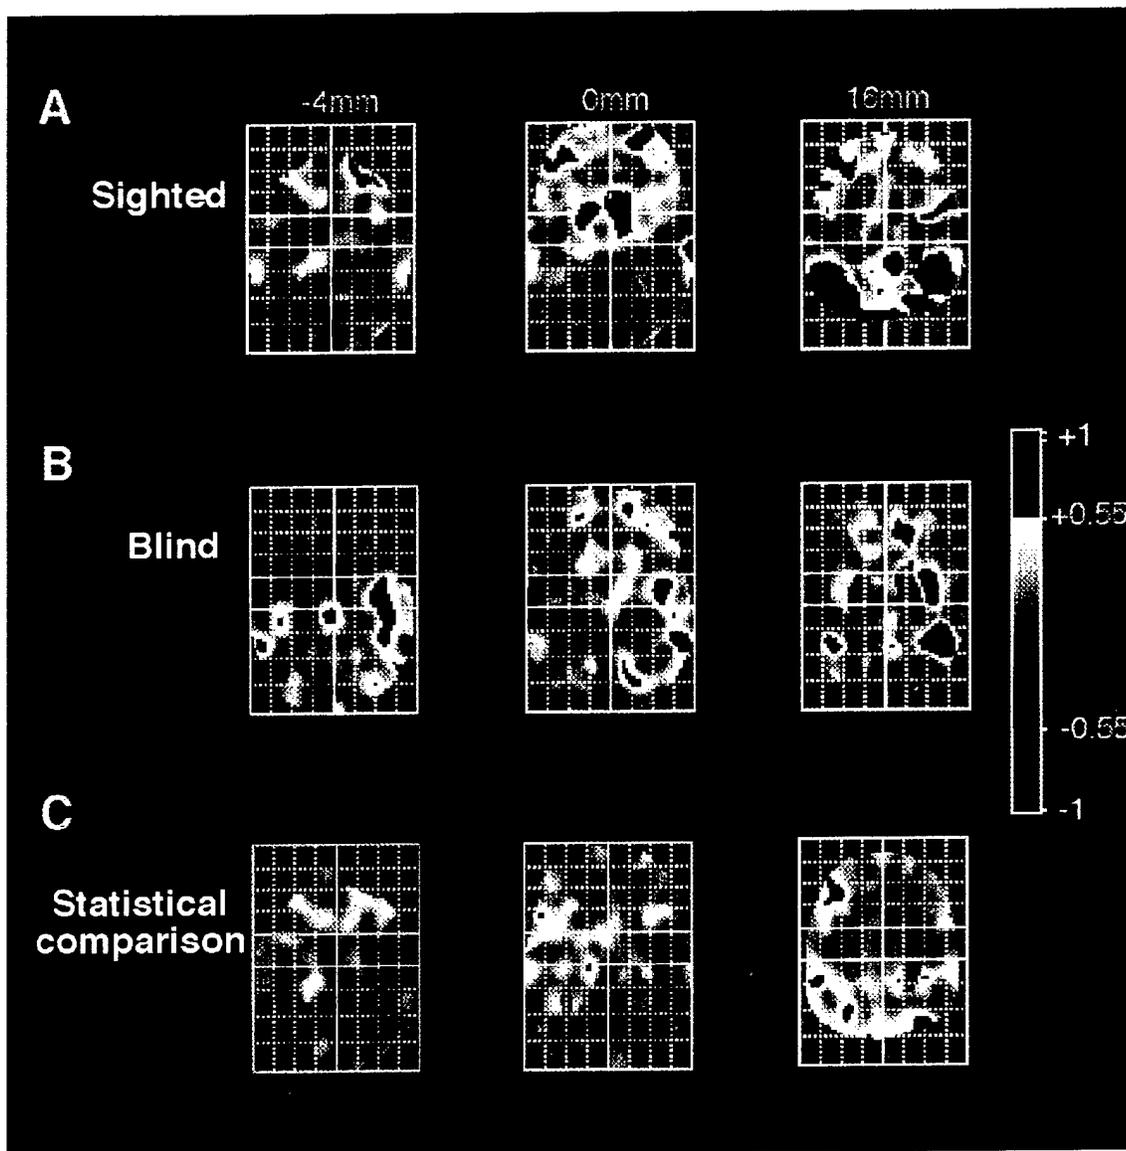 A
-4mm
0mm
16mm
Sighted
B
Blind
+1
+0.55
-0.55
-1
C
Statistical
comparison